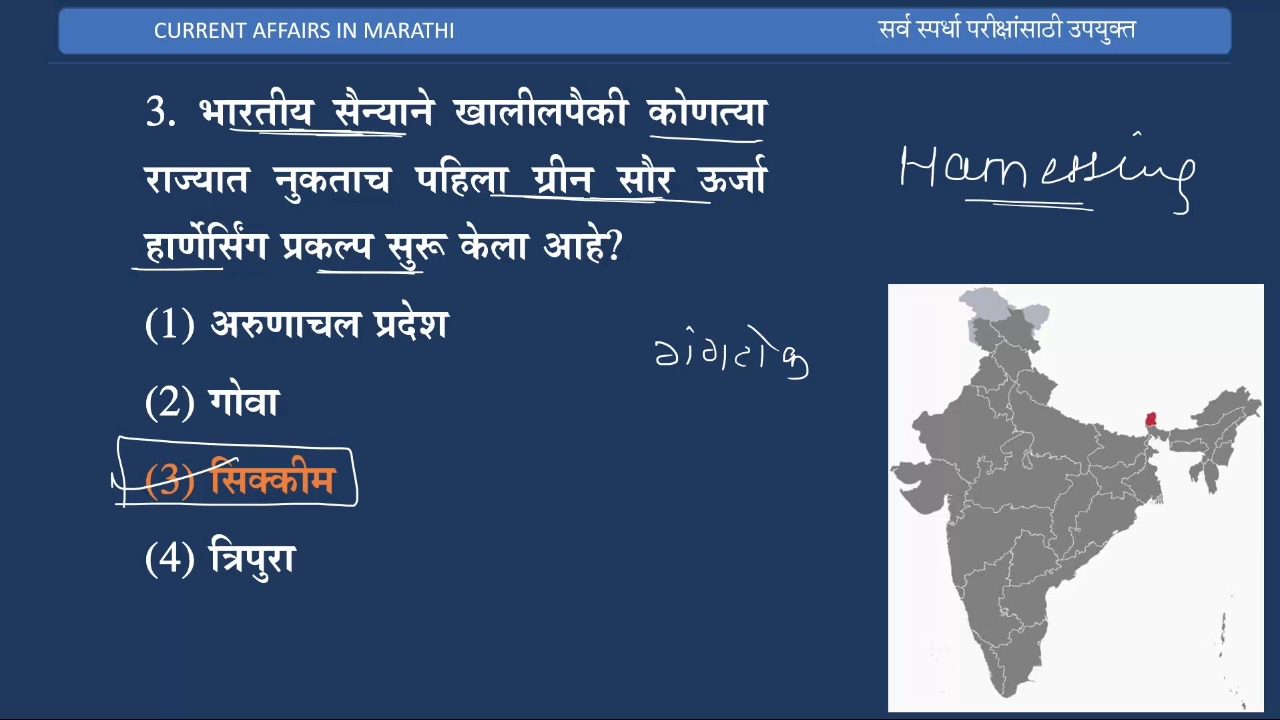 CURRENT AFFAIRS IN MARATHI
सर्व स्पर्धा परीक्षांसाठी उपयुक्त
3. भारतीय सैन्याने खालीलपैकी कोणत्या
राज्यात नुकताच पहिला ग्रीन सौर ऊर्जा
हार्णेर्सिंग प्रकल्प सुरू केला आहे?
Harnessing
(1) अरुणाचल प्रदेश
गंगटोक
(2) गोवा
(3) सिक्कीम
(4) त्रिपुरा